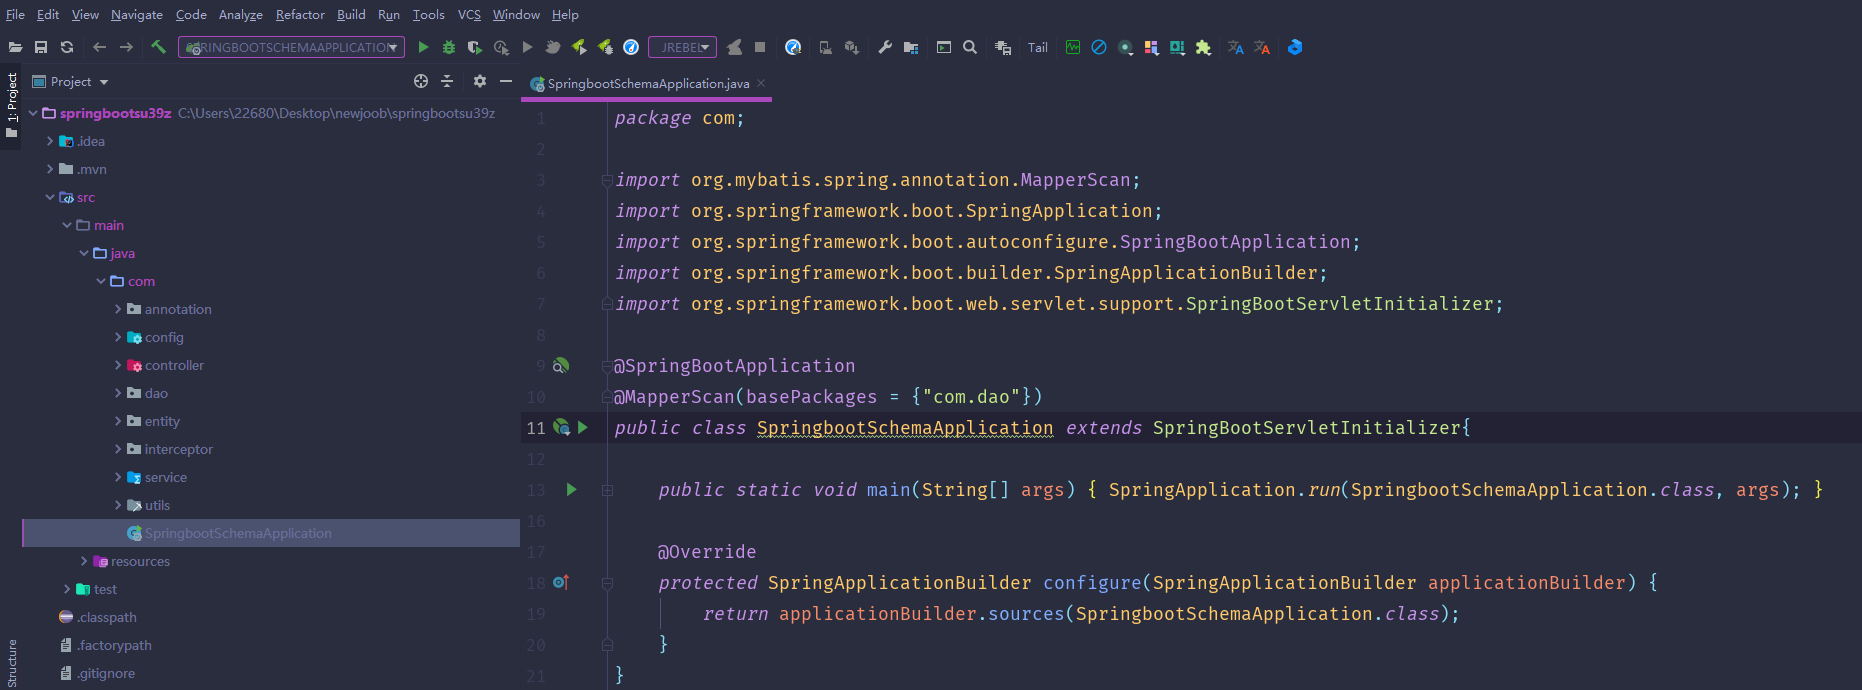 File Edit View Navigate Code Analyze Refactor Build Run Tools VCS Window Help
SPRINGBOOTSCHEMAAPPLICATION JREBEL Tail
Project
SpringbootSchemaApplication.java
1: Project
springbootsu39z C:\Users\22680\Desktop\newjoob\springbootsu39z
.idea
.mvn
src
main
java
com
annotation
config
controller
dao
entity
interceptor
service
utils
SpringbootSchemaApplication
resources
test
.classpath
.factorypath
.gitignore
Structure
1 package com;
2
3 import org.mybatis.spring.annotation.MapperScan;
4 import org.springframework.boot.SpringApplication;
5 import org.springframework.boot.autoconfigure.SpringBootApplication;
6 import org.springframework.boot.builder.SpringApplicationBuilder;
7 import org.springframework.boot.web.servlet.support.SpringBootServletInitializer;
8
9 @SpringBootApplication
10 @MapperScan(basePackages = {"com.dao"})
11 public class SpringbootSchemaApplication extends SpringBootServletInitializer{
12
13 public static void main(String[] args) { SpringApplication.run(SpringbootSchemaApplication.class, args); }
16
17 @Override
18 protected SpringApplicationBuilder configure(SpringApplicationBuilder applicationBuilder) {
19 return applicationBuilder.sources(SpringbootSchemaApplication.class);
20 }
21 }